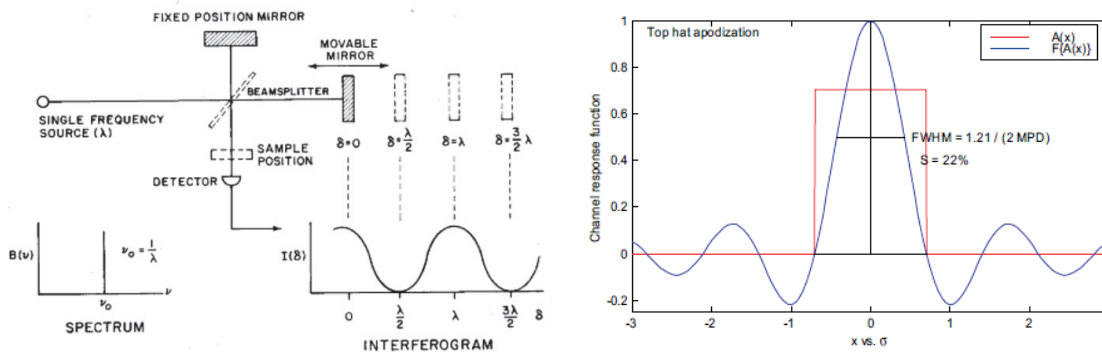 FIXED POSITION MIRROR
MOVABLE
MIRROR
BEAMSPLITTER
SINGLE FREQUENCY
SOURCE (λ)
δ=0 δ=λ/2 δ=λ δ=3/2 λ
SAMPLE
POSITION
DETECTOR
B(ν) ν₀ = 1/λ I(δ)
ν₀ ν
0 λ/2 λ 3λ/2 δ
SPECTRUM
INTERFEROGRAM
Top hat apodization
A(x)
F{A(x)}
FWHM = 1.21 / (2 MPD)
S = 22%
Channel response function
1
0.8
0.6
0.4
0.2
0
-0.2
-3 -2 -1 0 1 2
x vs. σ